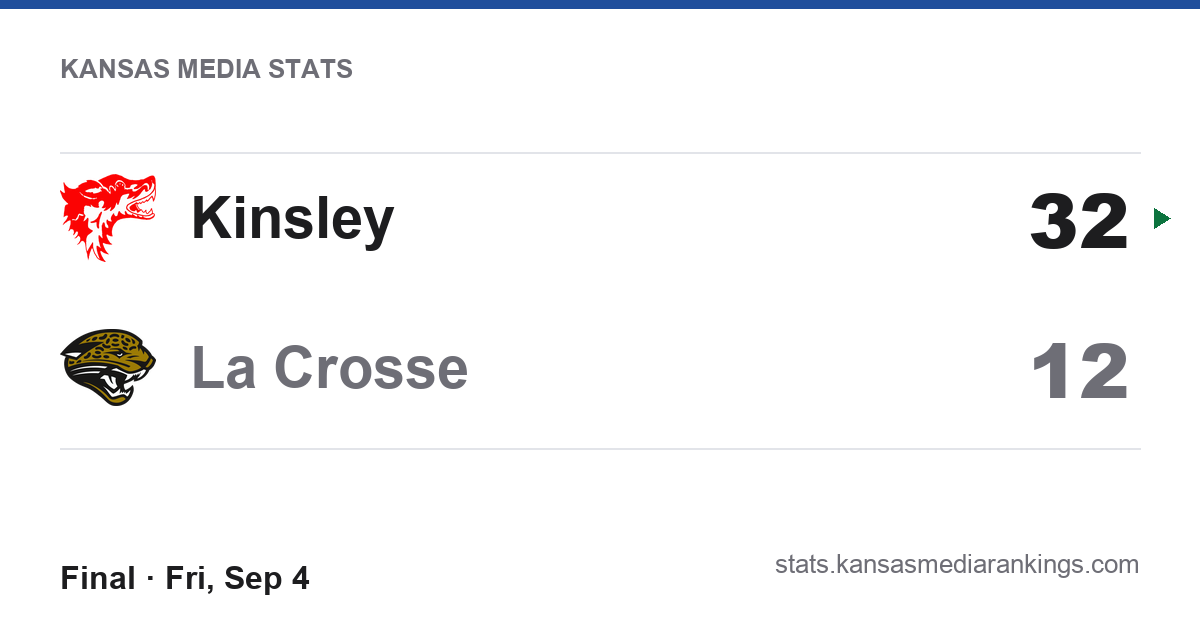 KANSAS MEDIA STATS
Kinsley 32
La Crosse 12
Final · Fri, Sep 4
stats.kansasmediarankings.com